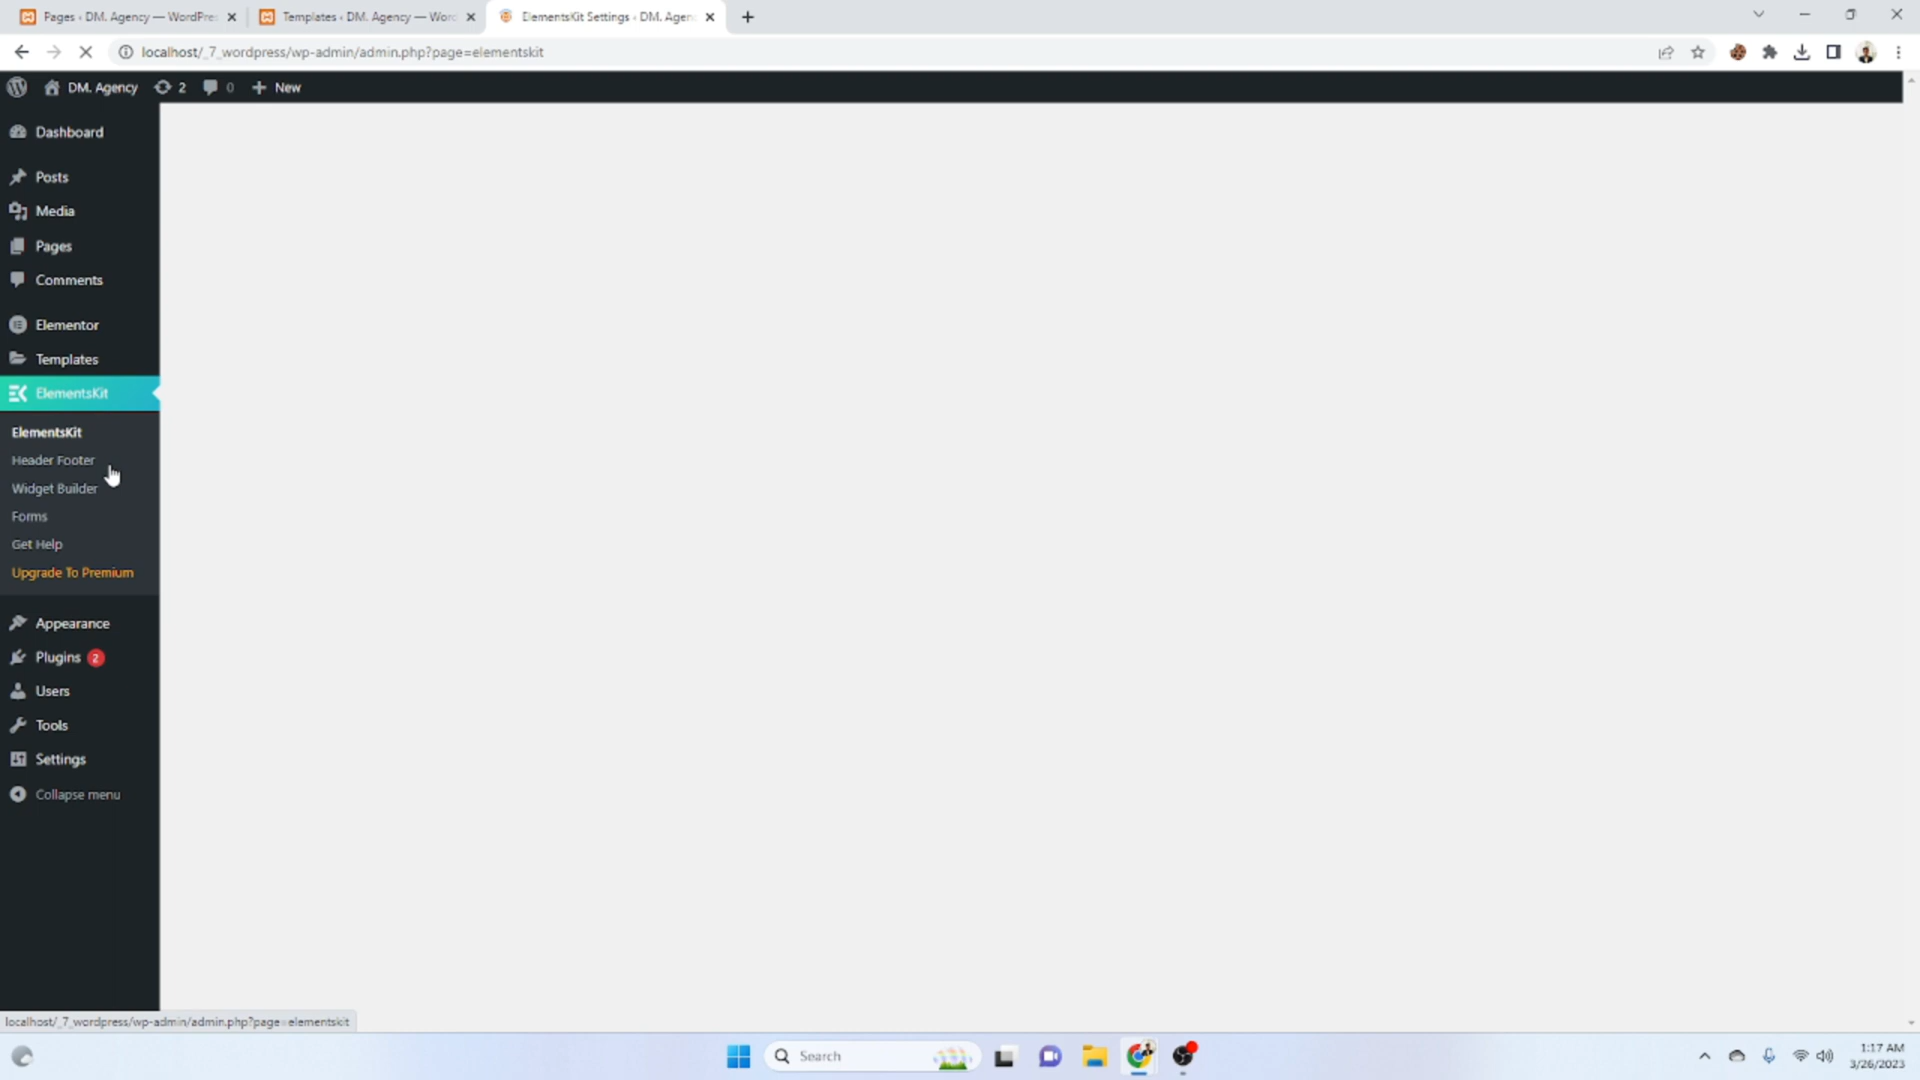 Pages ‹ DM. Agency — WordPre
Templates ‹ DM. Agency — Word
ElementsKit Settings ‹ DM. Agen
localhost/_7_wordpress/wp-admin/admin.php?page=elementskit
DM. Agency
2
0
New
Dashboard
Posts
Media
Pages
Comments
Elementor
Templates
ElementsKit
ElementsKit
Header Footer
Widget Builder
Forms
Get Help
Upgrade To Premium
Appearance
Plugins 2
Users
Tools
Settings
Collapse menu
localhost/_7_wordpress/wp-admin/admin.php?page=elementskit
Search
1:17 AM
3/26/2023